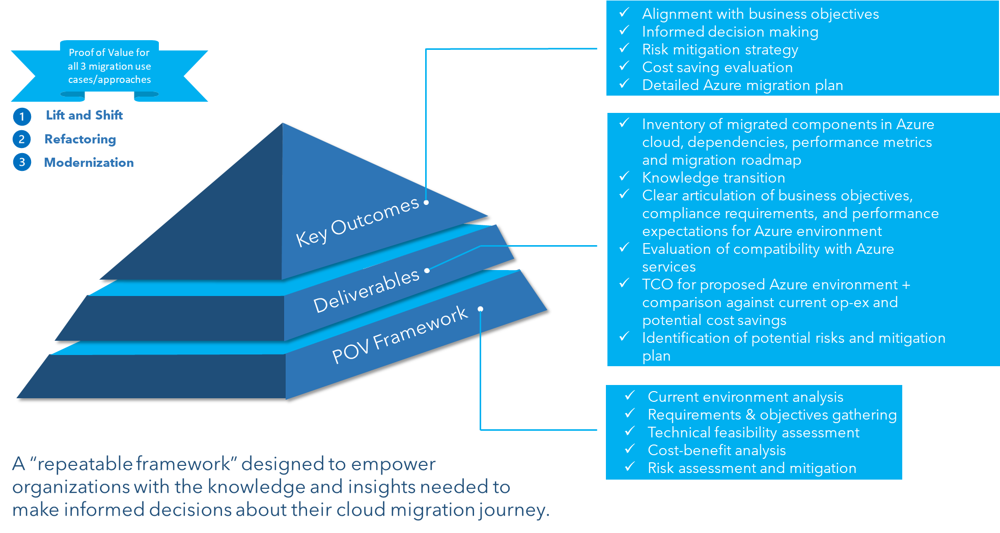 Proof of Value for
all 3 migration use
cases/approaches
1 Lift and Shift
2 Refactoring
3 Modernization
Key Outcomes
Deliverables
POV Framework
✓ Alignment with business objectives
✓ Informed decision making
✓ Risk mitigation strategy
✓ Cost saving evaluation
✓ Detailed Azure migration plan
✓ Inventory of migrated components in Azure
cloud, dependencies, performance metrics
and migration roadmap
✓ Knowledge transition
✓ Clear articulation of business objectives,
compliance requirements, and performance
expectations for Azure environment
✓ Evaluation of compatibility with Azure
services
✓ TCO for proposed Azure environment +
comparison against current op-ex and
potential cost savings
✓ Identification of potential risks and mitigation
plan
✓ Current environment analysis
✓ Requirements & objectives gathering
✓ Technical feasibility assessment
✓ Cost-benefit analysis
✓ Risk assessment and mitigation
A “repeatable framework” designed to empower
organizations with the knowledge and insights needed to
make informed decisions about their cloud migration journey.